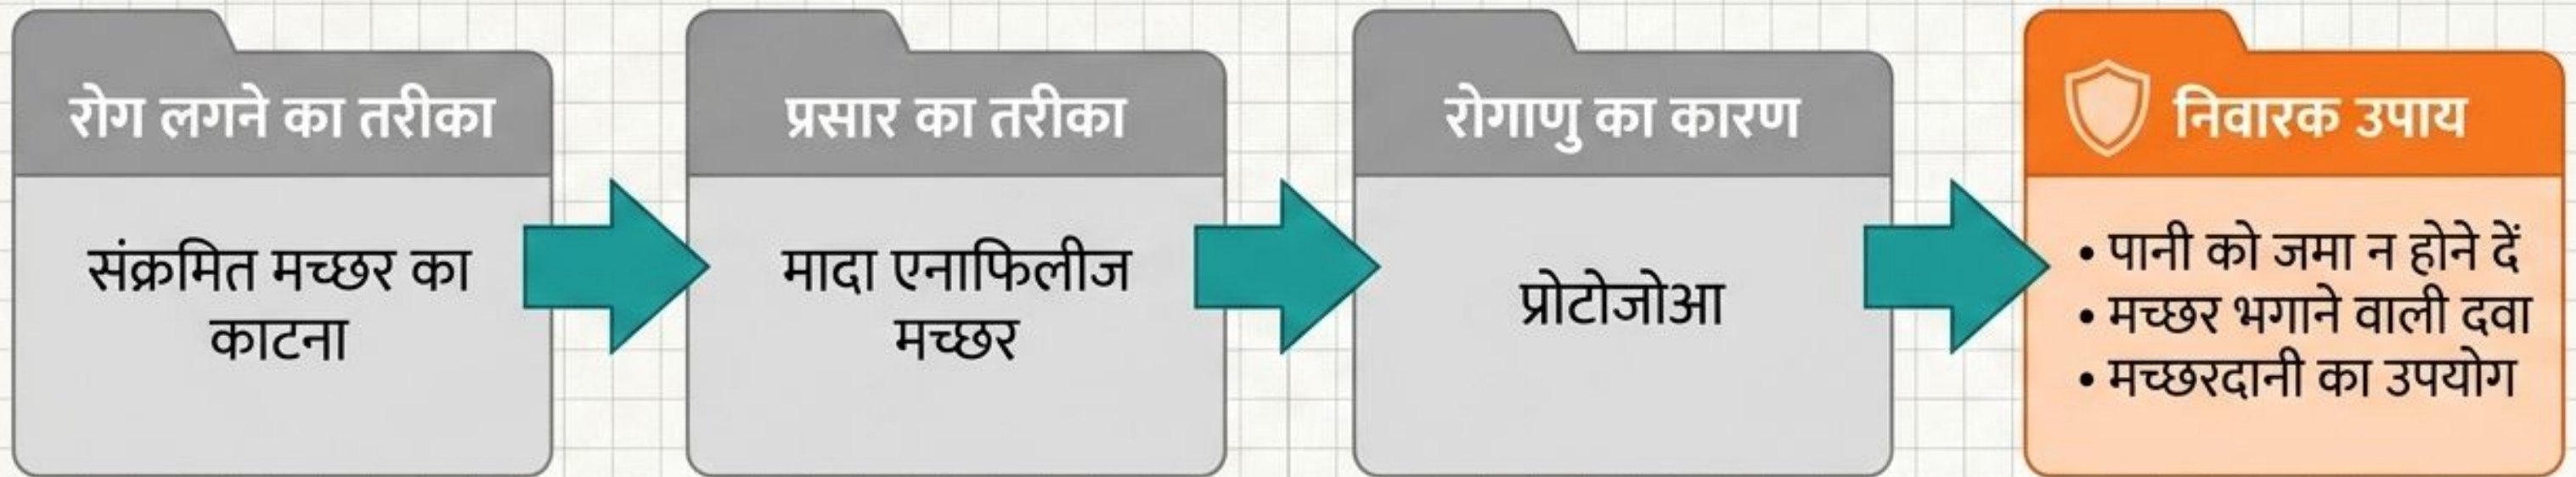 रोग लगने का तरीका
संक्रमित मच्छर का
काटना
प्रसार का तरीका
मादा एनाफिलीज
मच्छर
रोगाणु का कारण
प्रोटोजोआ
निवारक उपाय
• पानी को जमा न होने दें
• मच्छर भगाने वाली दवा
• मच्छरदानी का उपयोग